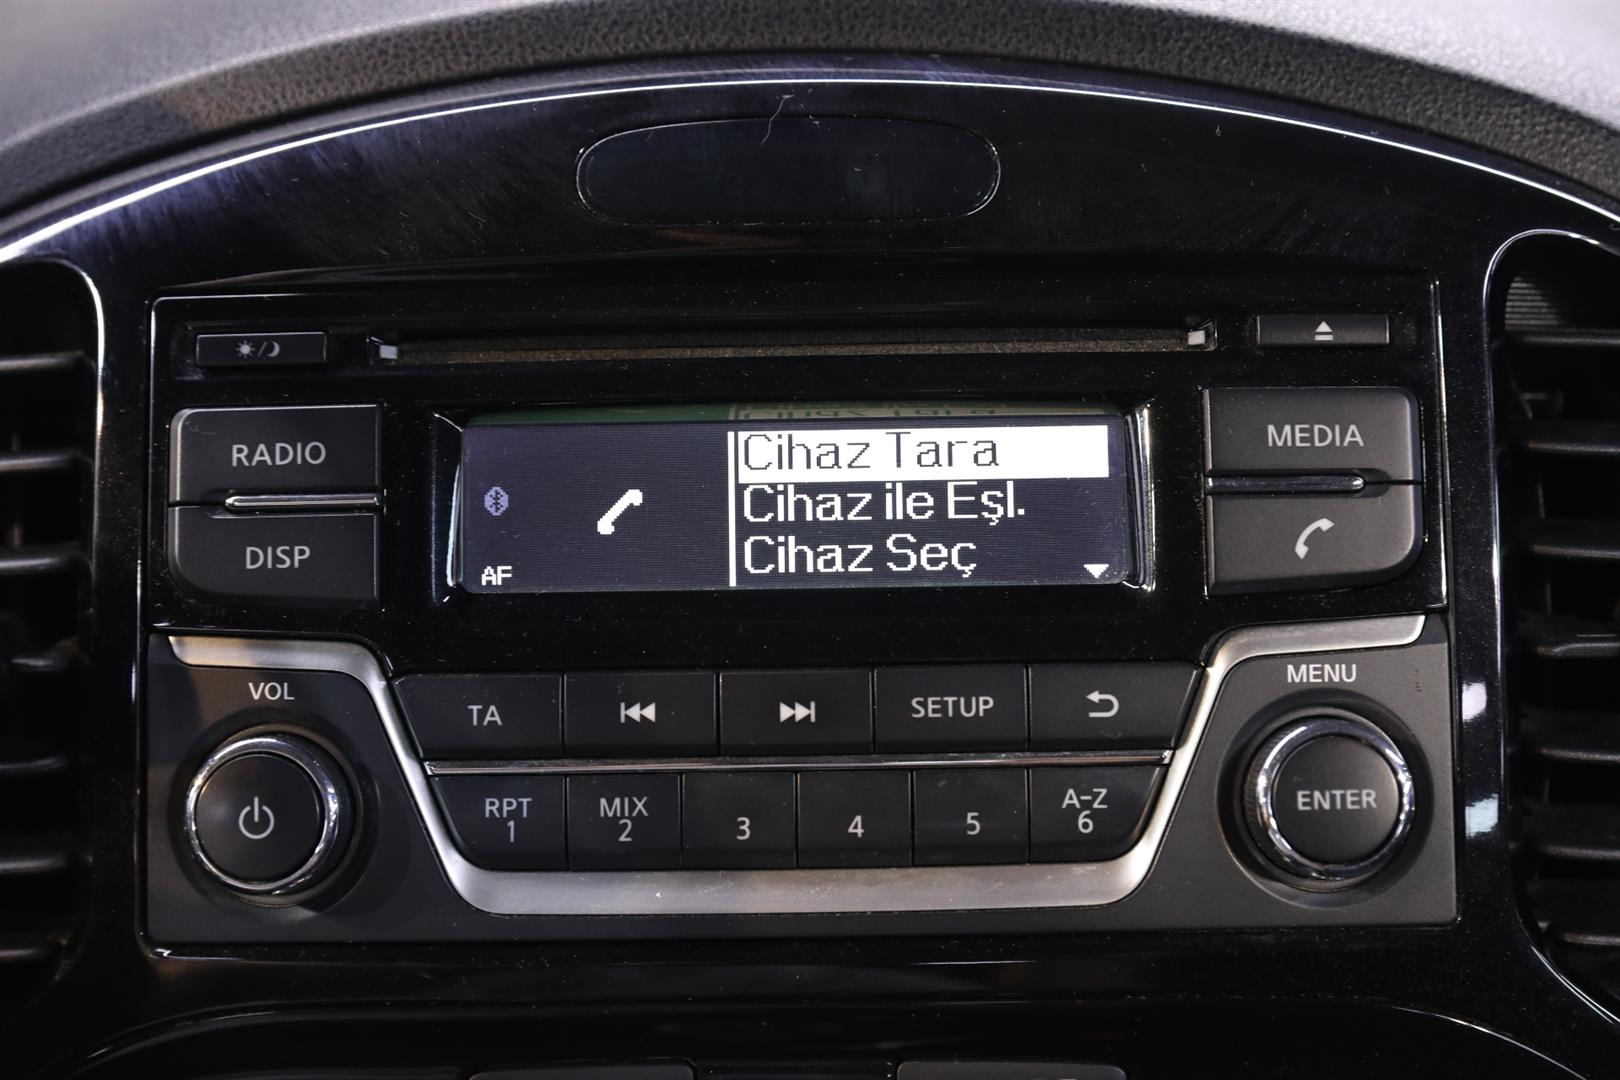 RADIO
DISP
AF
Cihaz Tara
Cihaz ile Eşl.
Cihaz Seç
MEDIA
VOL
MENU
TA
SETUP
RPT
1
MIX
2
3
4
5
A-Z
6
ENTER